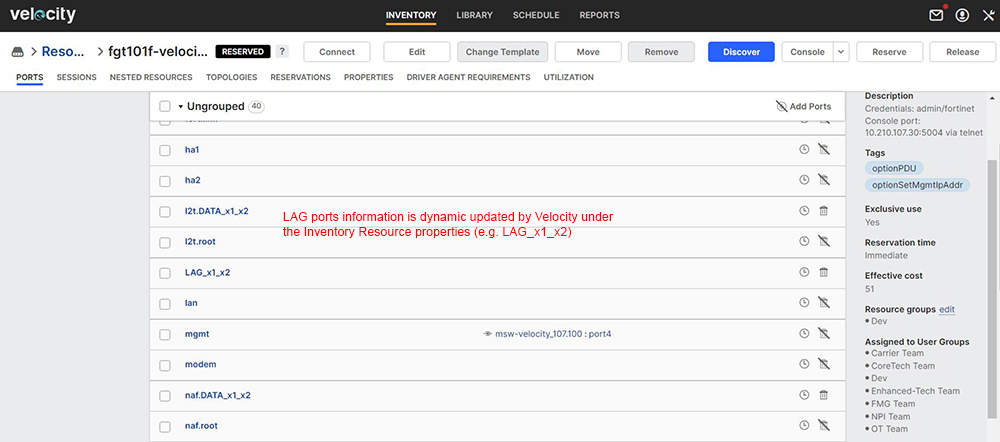 velocity
INVENTORY LIBRARY SCHEDULE REPORTS
Reso... fgt101f-veloci... RESERVED ? Connect Edit Change Template Move Remove Discover Console Reserve Release
PORTS SESSIONS NESTED RESOURCES TOPOLOGIES RESERVATIONS PROPERTIES DRIVER AGENT REQUIREMENTS UTILIZATION
Ungrouped 40 Add Ports
ha1
ha2
l2t.DATA_x1_x2
l2t.root
LAG_x1_x2
lan
mgmt msw-velocity_107.100 : port4
modem
naf.DATA_x1_x2
naf.root
LAG ports information is dynamic updated by Velocity under
the Inventory Resource properties (e.g. LAG_x1_x2)
Description
Credentials: admin/fortinet
Console port:
10.210.107.30:5004 via telnet
Tags
optionPDU
optionSetMgmtIpAddr
Exclusive use
Yes
Reservation time
Immediate
Effective cost
51
Resource groups edit
• Dev
Assigned to User Groups
• Carrier Team
• CoreTech Team
• Dev
• Enhanced-Tech Team
• FMG Team
• NPI Team
• OT Team